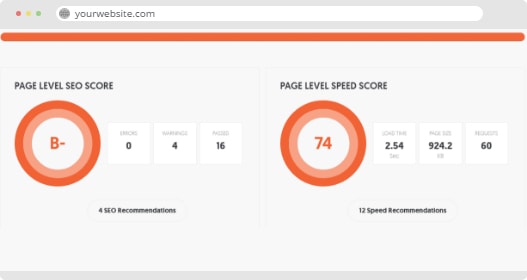 yourwebsite.com
PAGE LEVEL SEO SCORE
B-
ERRORS
0
WARNINGS
4
PASSED
16
4 SEO Recommendations
PAGE LEVEL SPEED SCORE
74
LOAD TIME
2.54
Sec
PAGE SIZE
924.2
KB
REQUESTS
60
12 Speed Recommendations